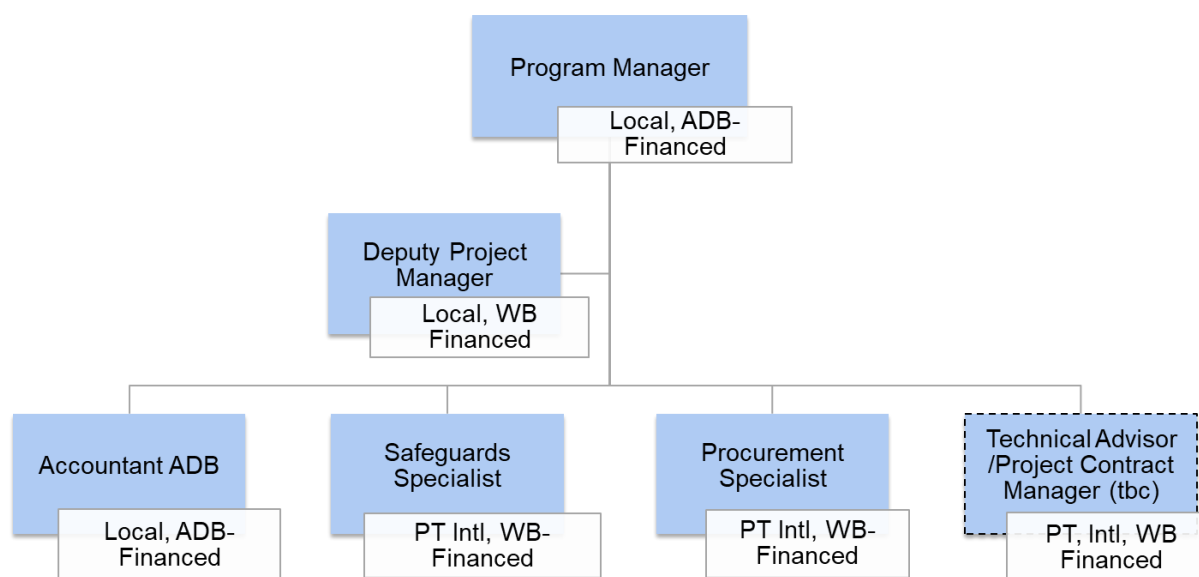 Program Manager
Local, ADB-
Financed
Deputy Project
Manager
Local, WB
Financed
Accountant ADB
Local, ADB-
Financed
Safeguards
Specialist
PT Intl, WB-
Financed
Procurement
Specialist
PT Intl, WB-
Financed
Technical Advisor
/Project Contract
Manager (tbc)
PT, Intl, WB
Financed